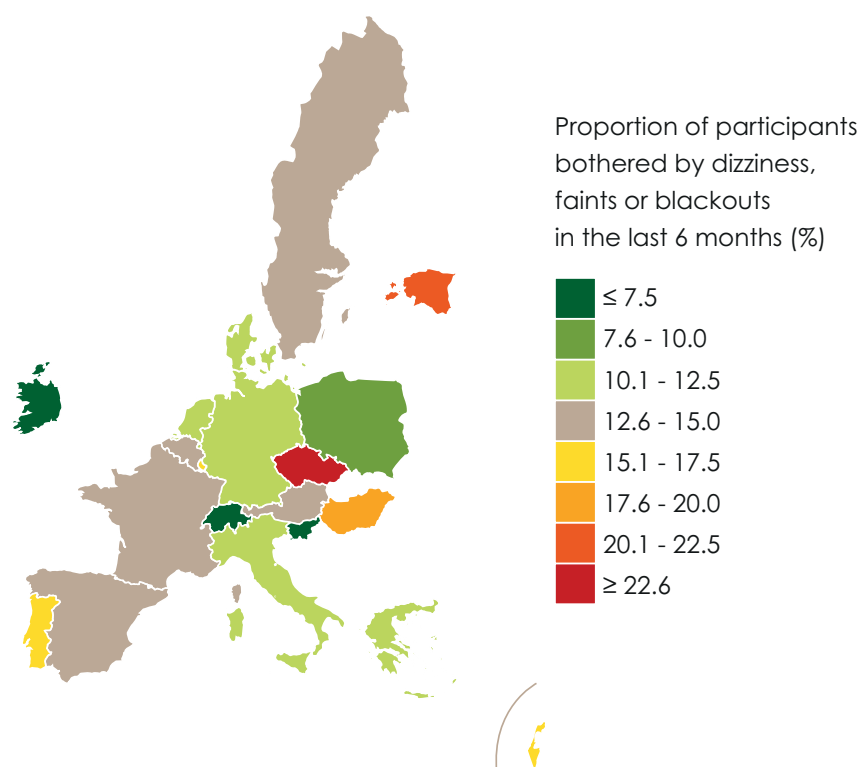 Proportion of participants
bothered by dizziness,
faints or blackouts
in the last 6 months (%)
≤ 7.5
7.6 - 10.0
10.1 - 12.5
12.6 - 15.0
15.1 - 17.5
17.6 - 20.0
20.1 - 22.5
≥ 22.6